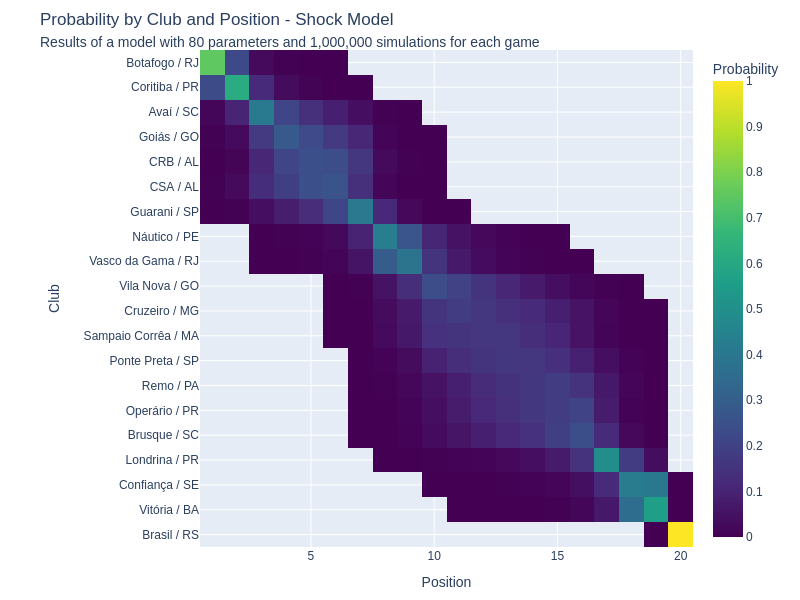 Probability by Club and Position - Shock Model
Results of a model with 80 parameters and 1,000,000 simulations for each game
Probability
Botafogo / RJ
Coritiba / PR
Avaí / SC
Goiás / GO
CRB / AL
CSA / AL
Guarani / SP
Náutico / PE
Vasco da Gama / RJ
Vila Nova / GO
Cruzeiro / MG
Sampaio Corrêa / MA
Ponte Preta / SP
Remo / PA
Operário / PR
Brusque / SC
Londrina / PR
Confiança / SE
Vitória / BA
Brasil / RS
Club
5
10
15
20
Position
1
0.9
0.8
0.7
0.6
0.5
0.4
0.3
0.2
0.1
0